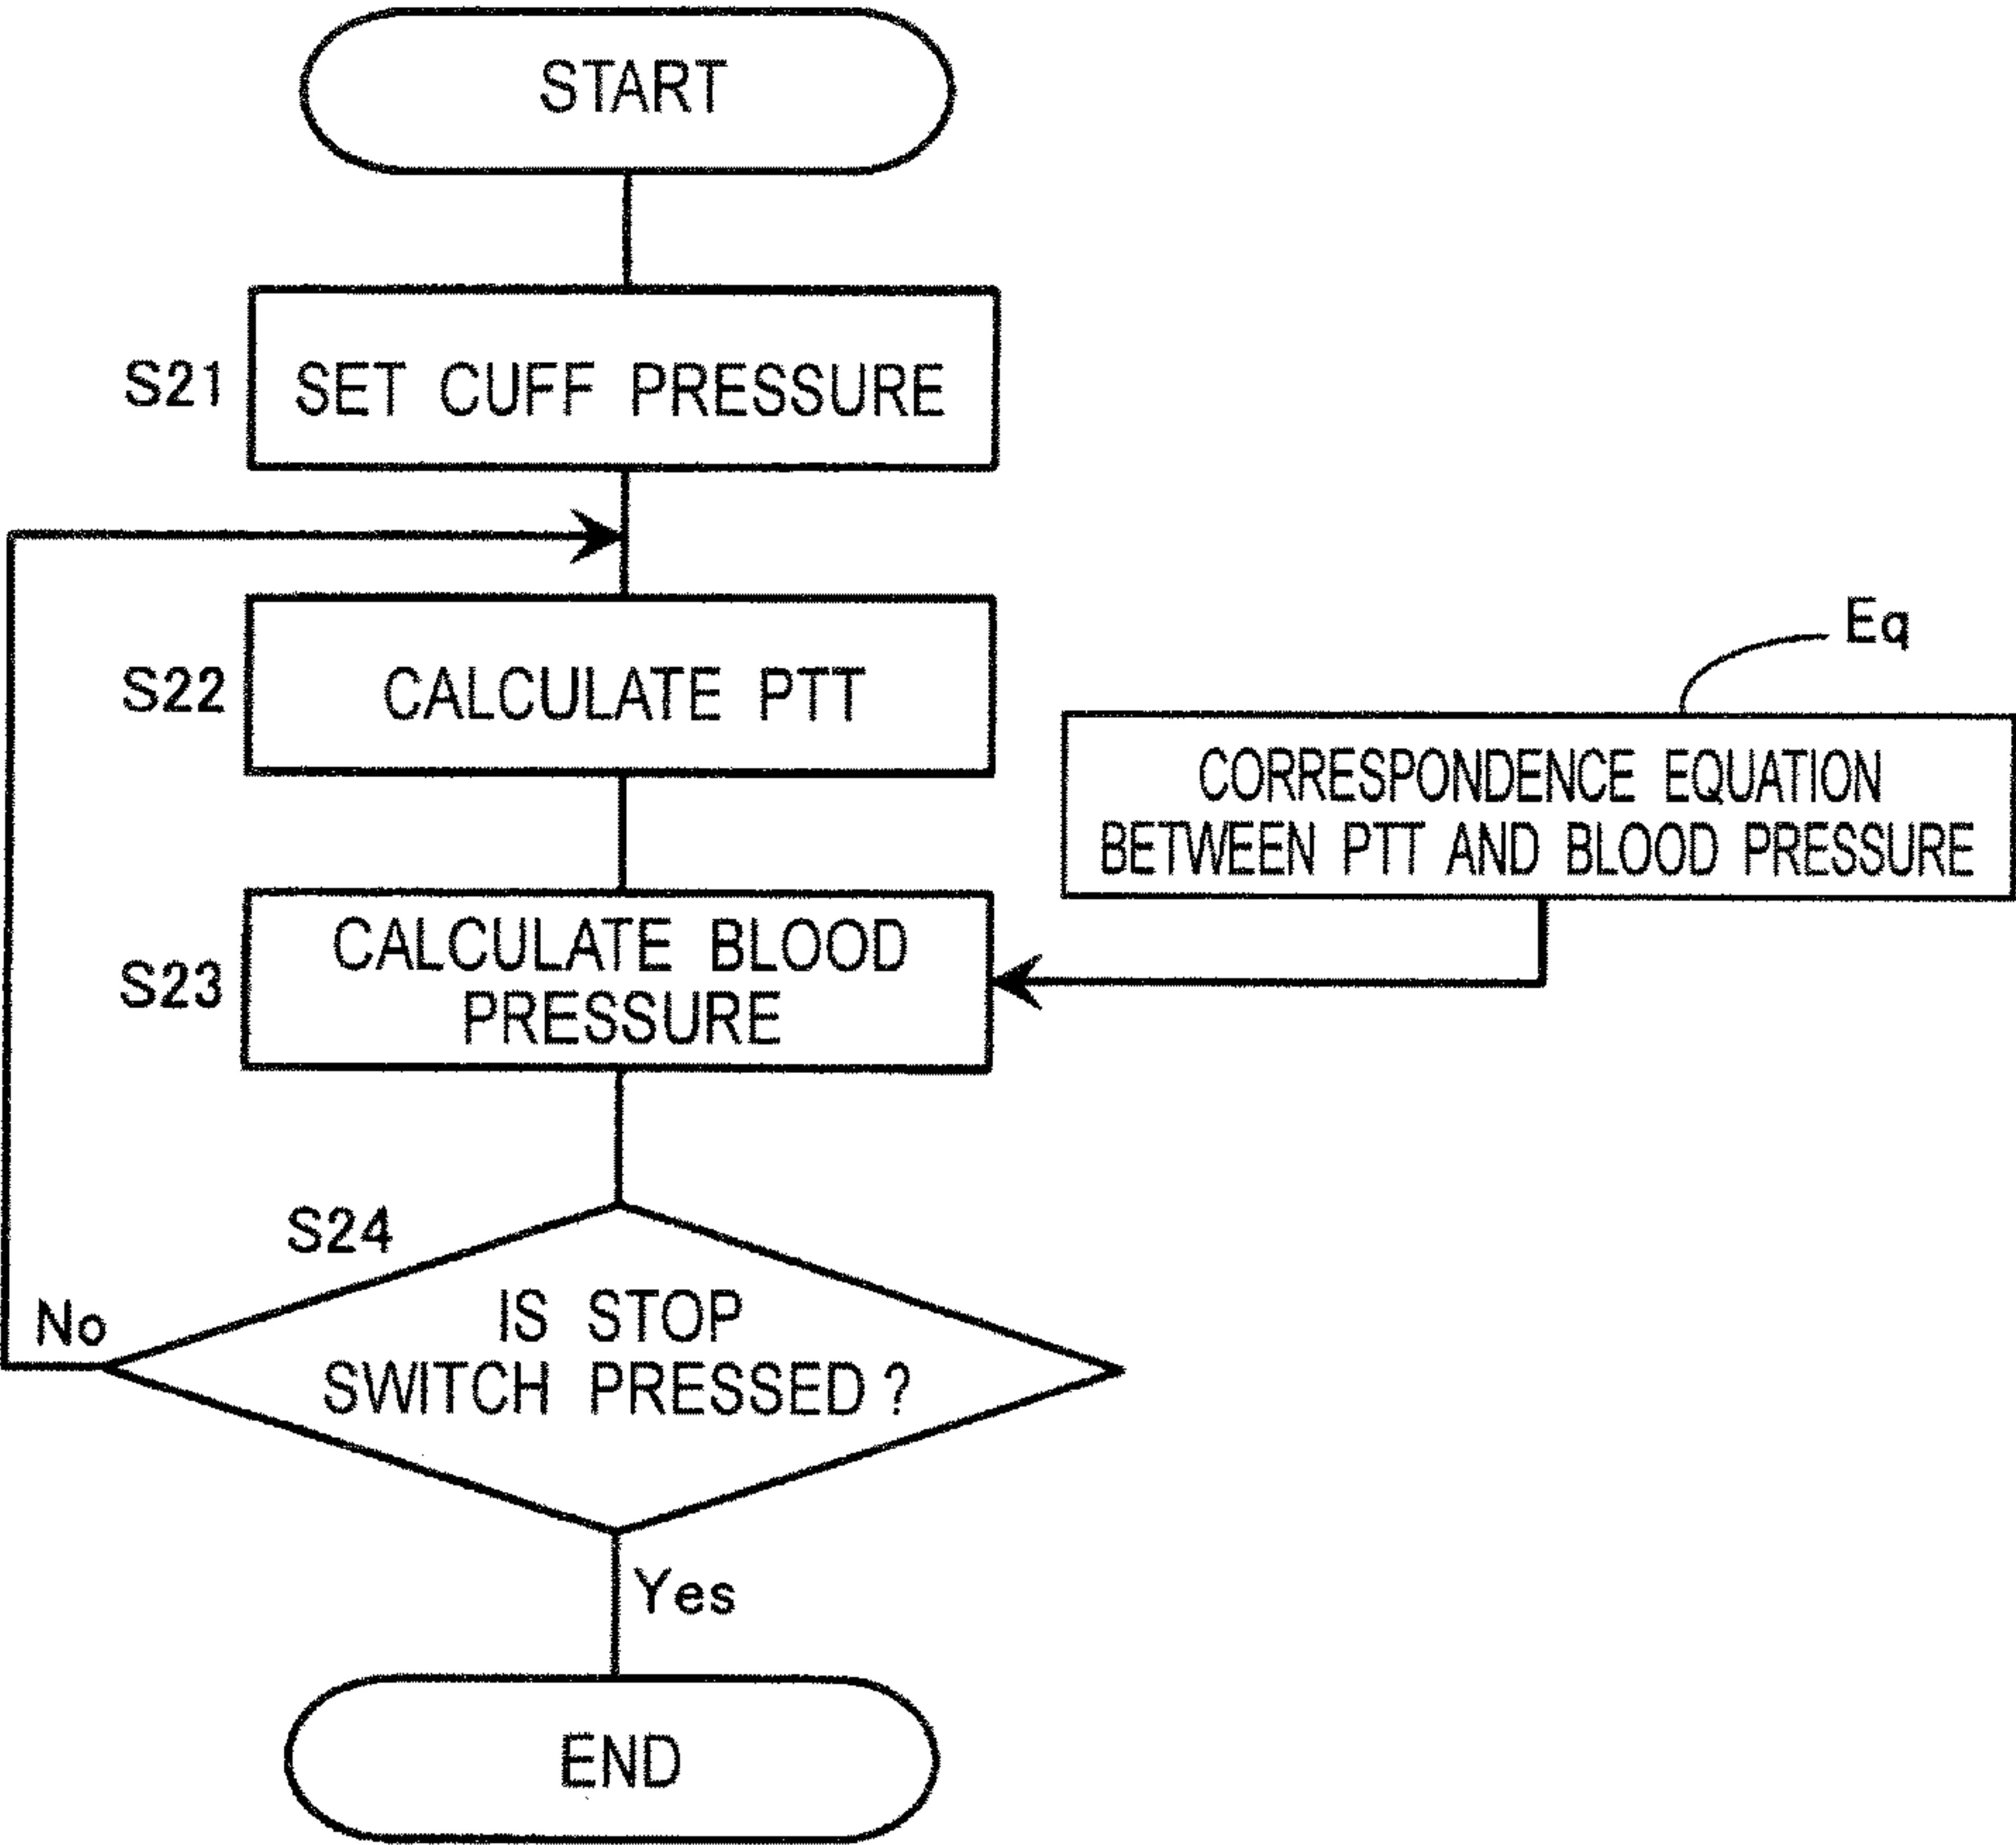 START
S21
SET CUFF PRESSURE
S22
CALCULATE PTT
Eq
CORRESPONDENCE EQUATION
BETWEEN PTT AND BLOOD PRESSURE
S23
CALCULATE BLOOD
PRESSURE
S24
IS STOP
SWITCH PRESSED?
No
Yes
END